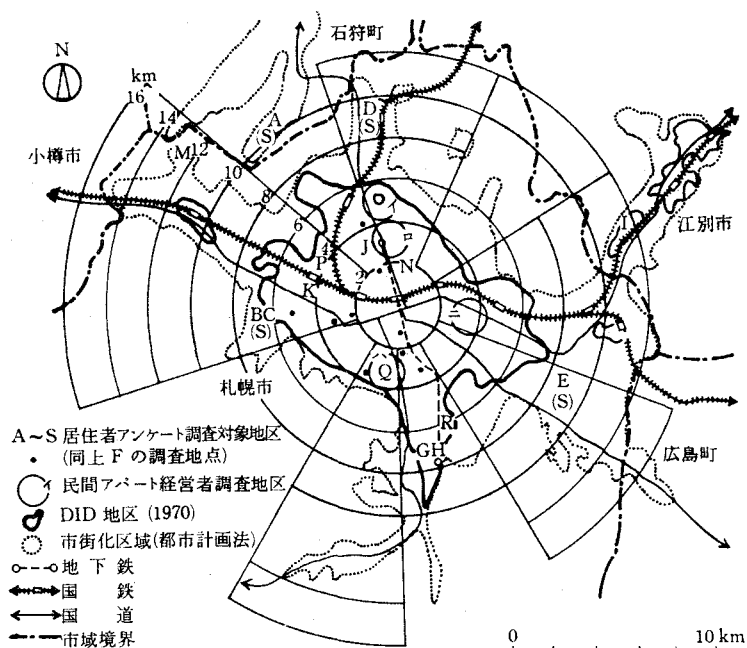 石狩町
N
km
16
14
12
10
8
6
4
2
A
(S)
D
(S)
M
小樽市
江別市
I
J
ロ
P
N
K
BC
(S)
ニ
Q
E
(S)
札幌市
R
GH
広島町
A～S 居住者アンケート調査対象地区
(同上 F の調査地点)
イ 民間アパート経営者調査地区
DID 地区 (1970)
市街化区域(都市計画法)
地下鉄
国鉄
国道
市域境界
0 10 km